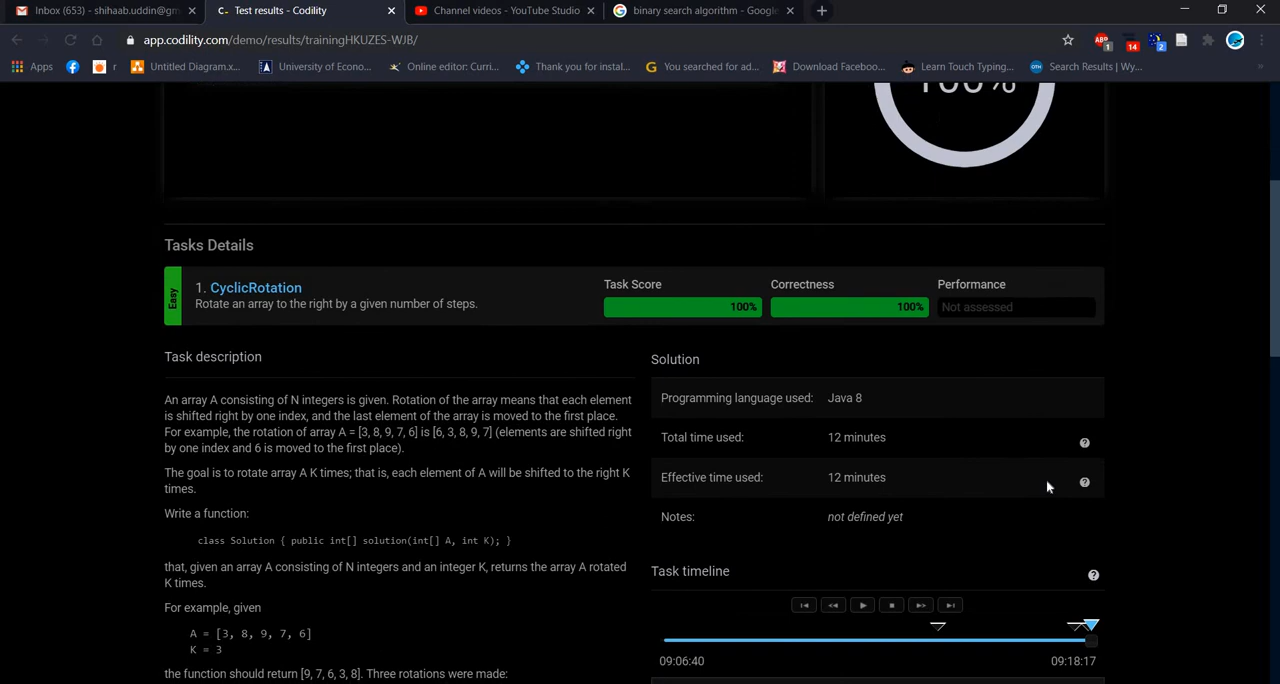 Inbox (653) - shihaab.uddin@gm
C- Test results - Codility
Channel videos - YouTube Studio
binary search algorithm - Google
app.codility.com/demo/results/trainingHKUZES-WJB/
ABP 1 14 2
Apps
r
Untitled Diagram.x...
University of Econo...
Online editor: Curri...
Thank you for instal...
G You searched for ad...
Download Faceboo...
Learn Touch Typing...
OTH Search Results | Wy...
100%
Tasks Details
Easy
1. CyclicRotation
Rotate an array to the right by a given number of steps.
Task Score
100%
Correctness
100%
Performance
Not assessed
Task description
An array A consisting of N integers is given. Rotation of the array means that each element
is shifted right by one index, and the last element of the array is moved to the first place.
For example, the rotation of array A = [3, 8, 9, 7, 6] is [6, 3, 8, 9, 7] (elements are shifted right
by one index and 6 is moved to the first place).
The goal is to rotate array A K times; that is, each element of A will be shifted to the right K
times.
Write a function:
class Solution { public int[] solution(int[] A, int K); }
that, given an array A consisting of N integers and an integer K, returns the array A rotated
K times.
For example, given
A = [3, 8, 9, 7, 6]
K = 3
the function should return [9, 7, 6, 3, 8]. Three rotations were made:
Solution
Programming language used: Java 8
Total time used: 12 minutes ?
Effective time used: 12 minutes ?
Notes: not defined yet
Task timeline ?
09:06:40 09:18:17